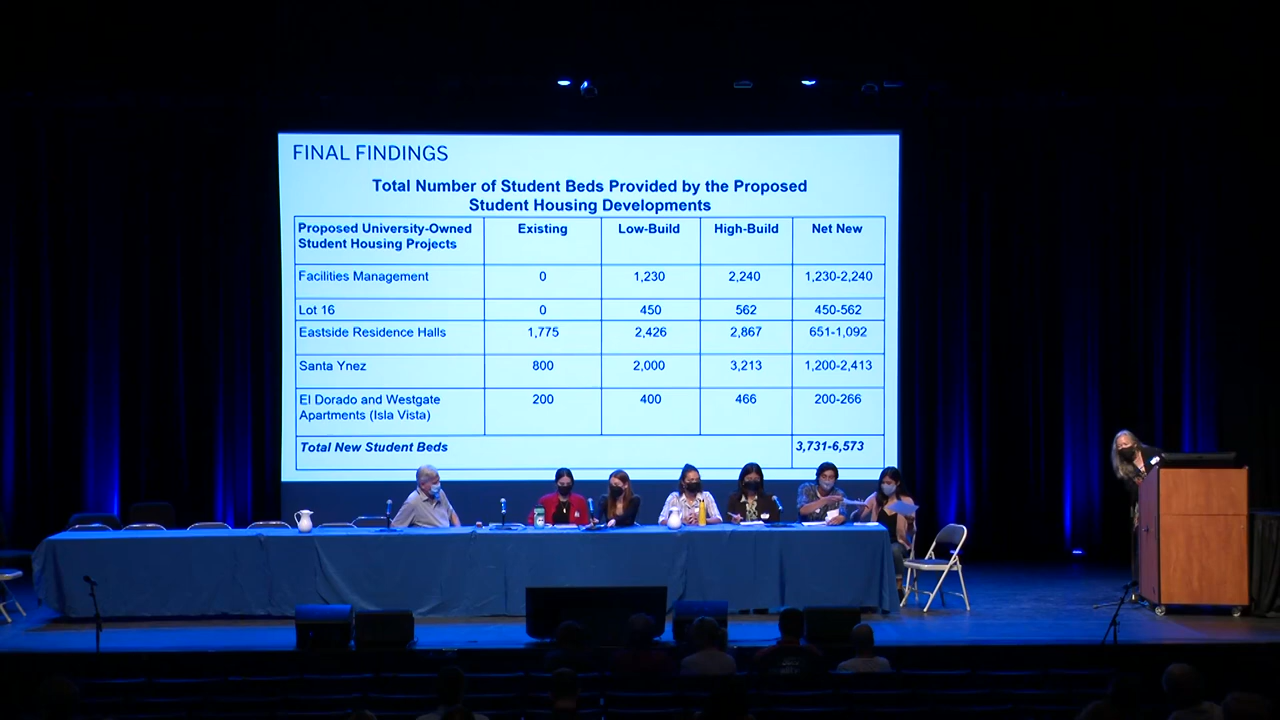 FINAL FINDINGS
Total Number of Student Beds Provided by the Proposed
Student Housing Developments
Proposed University-Owned Student Housing Projects Existing Low-Build High-Build Net New
Facilities Management 0 1,230 2,240 1,230-2,240
Lot 16 0 450 562 450-562
Eastside Residence Halls 1,775 2,426 2,867 651-1,092
Santa Ynez 800 2,000 3,213 1,200-2,413
El Dorado and Westgate Apartments (Isla Vista) 200 400 466 200-266
Total New Student Beds 3,731-6,573